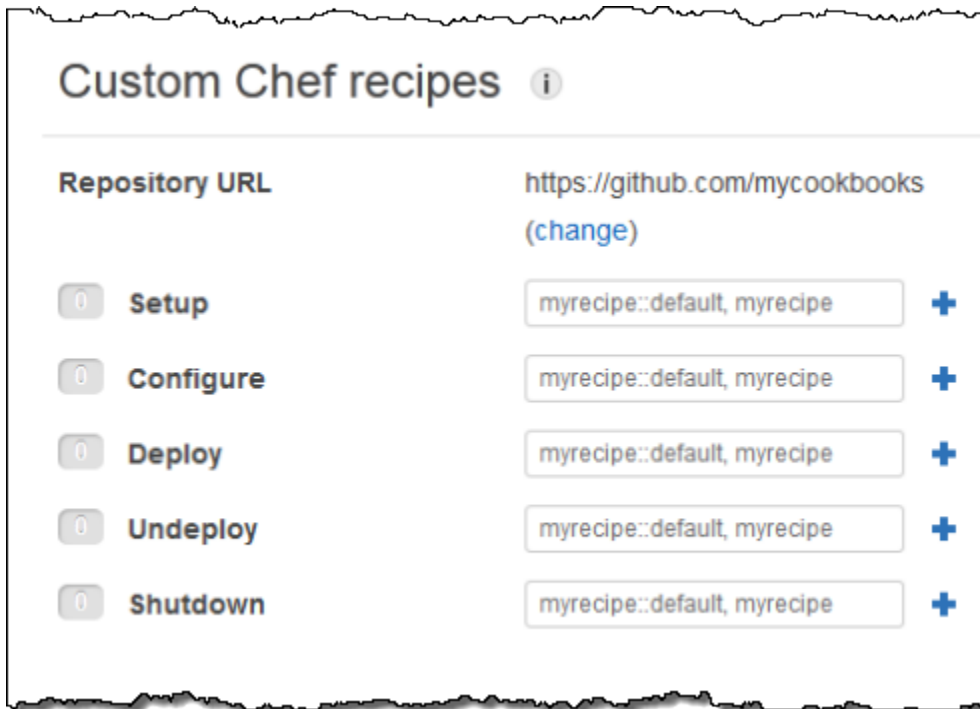 Custom Chef recipes i
Repository URL https://github.com/mycookbooks
(change)
0 Setup myrecipe::default, myrecipe
0 Configure myrecipe::default, myrecipe
0 Deploy myrecipe::default, myrecipe
0 Undeploy myrecipe::default, myrecipe
0 Shutdown myrecipe::default, myrecipe